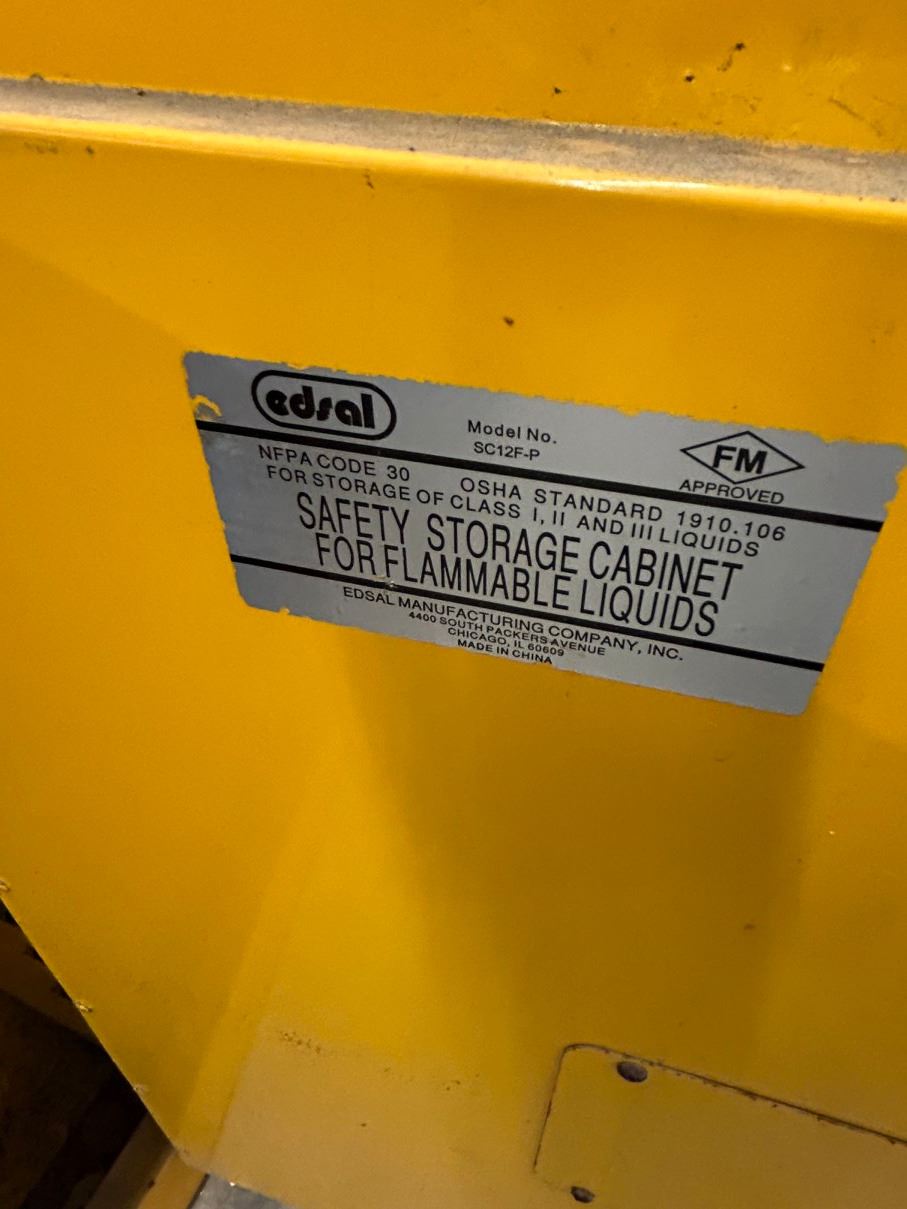 edsal
Model No.
SC12F-P
FM
APPROVED
NFPA CODE 30 OSHA STANDARD 1910.106
FOR STORAGE OF CLASS I, II AND III LIQUIDS
SAFETY STORAGE CABINET
FOR FLAMMABLE LIQUIDS
EDSAL MANUFACTURING COMPANY, INC.
4400 SOUTH PACKERS AVENUE
CHICAGO, IL 60609
MADE IN CHINA